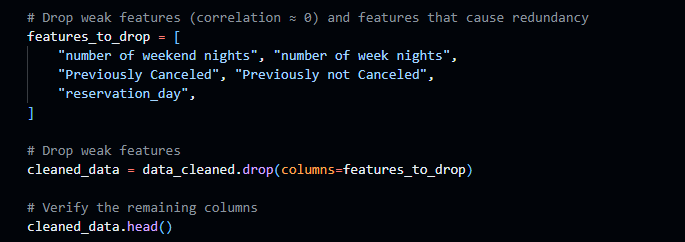 # Drop weak features (correlation ≈ 0) and features that cause redundancy
features_to_drop = [
    "number of weekend nights", "number of week nights",
    "Previously Canceled", "Previously not Canceled",
    "reservation_day",
]
# Drop weak features
cleaned_data = data_cleaned.drop(columns=features_to_drop)
# Verify the remaining columns
cleaned_data.head()